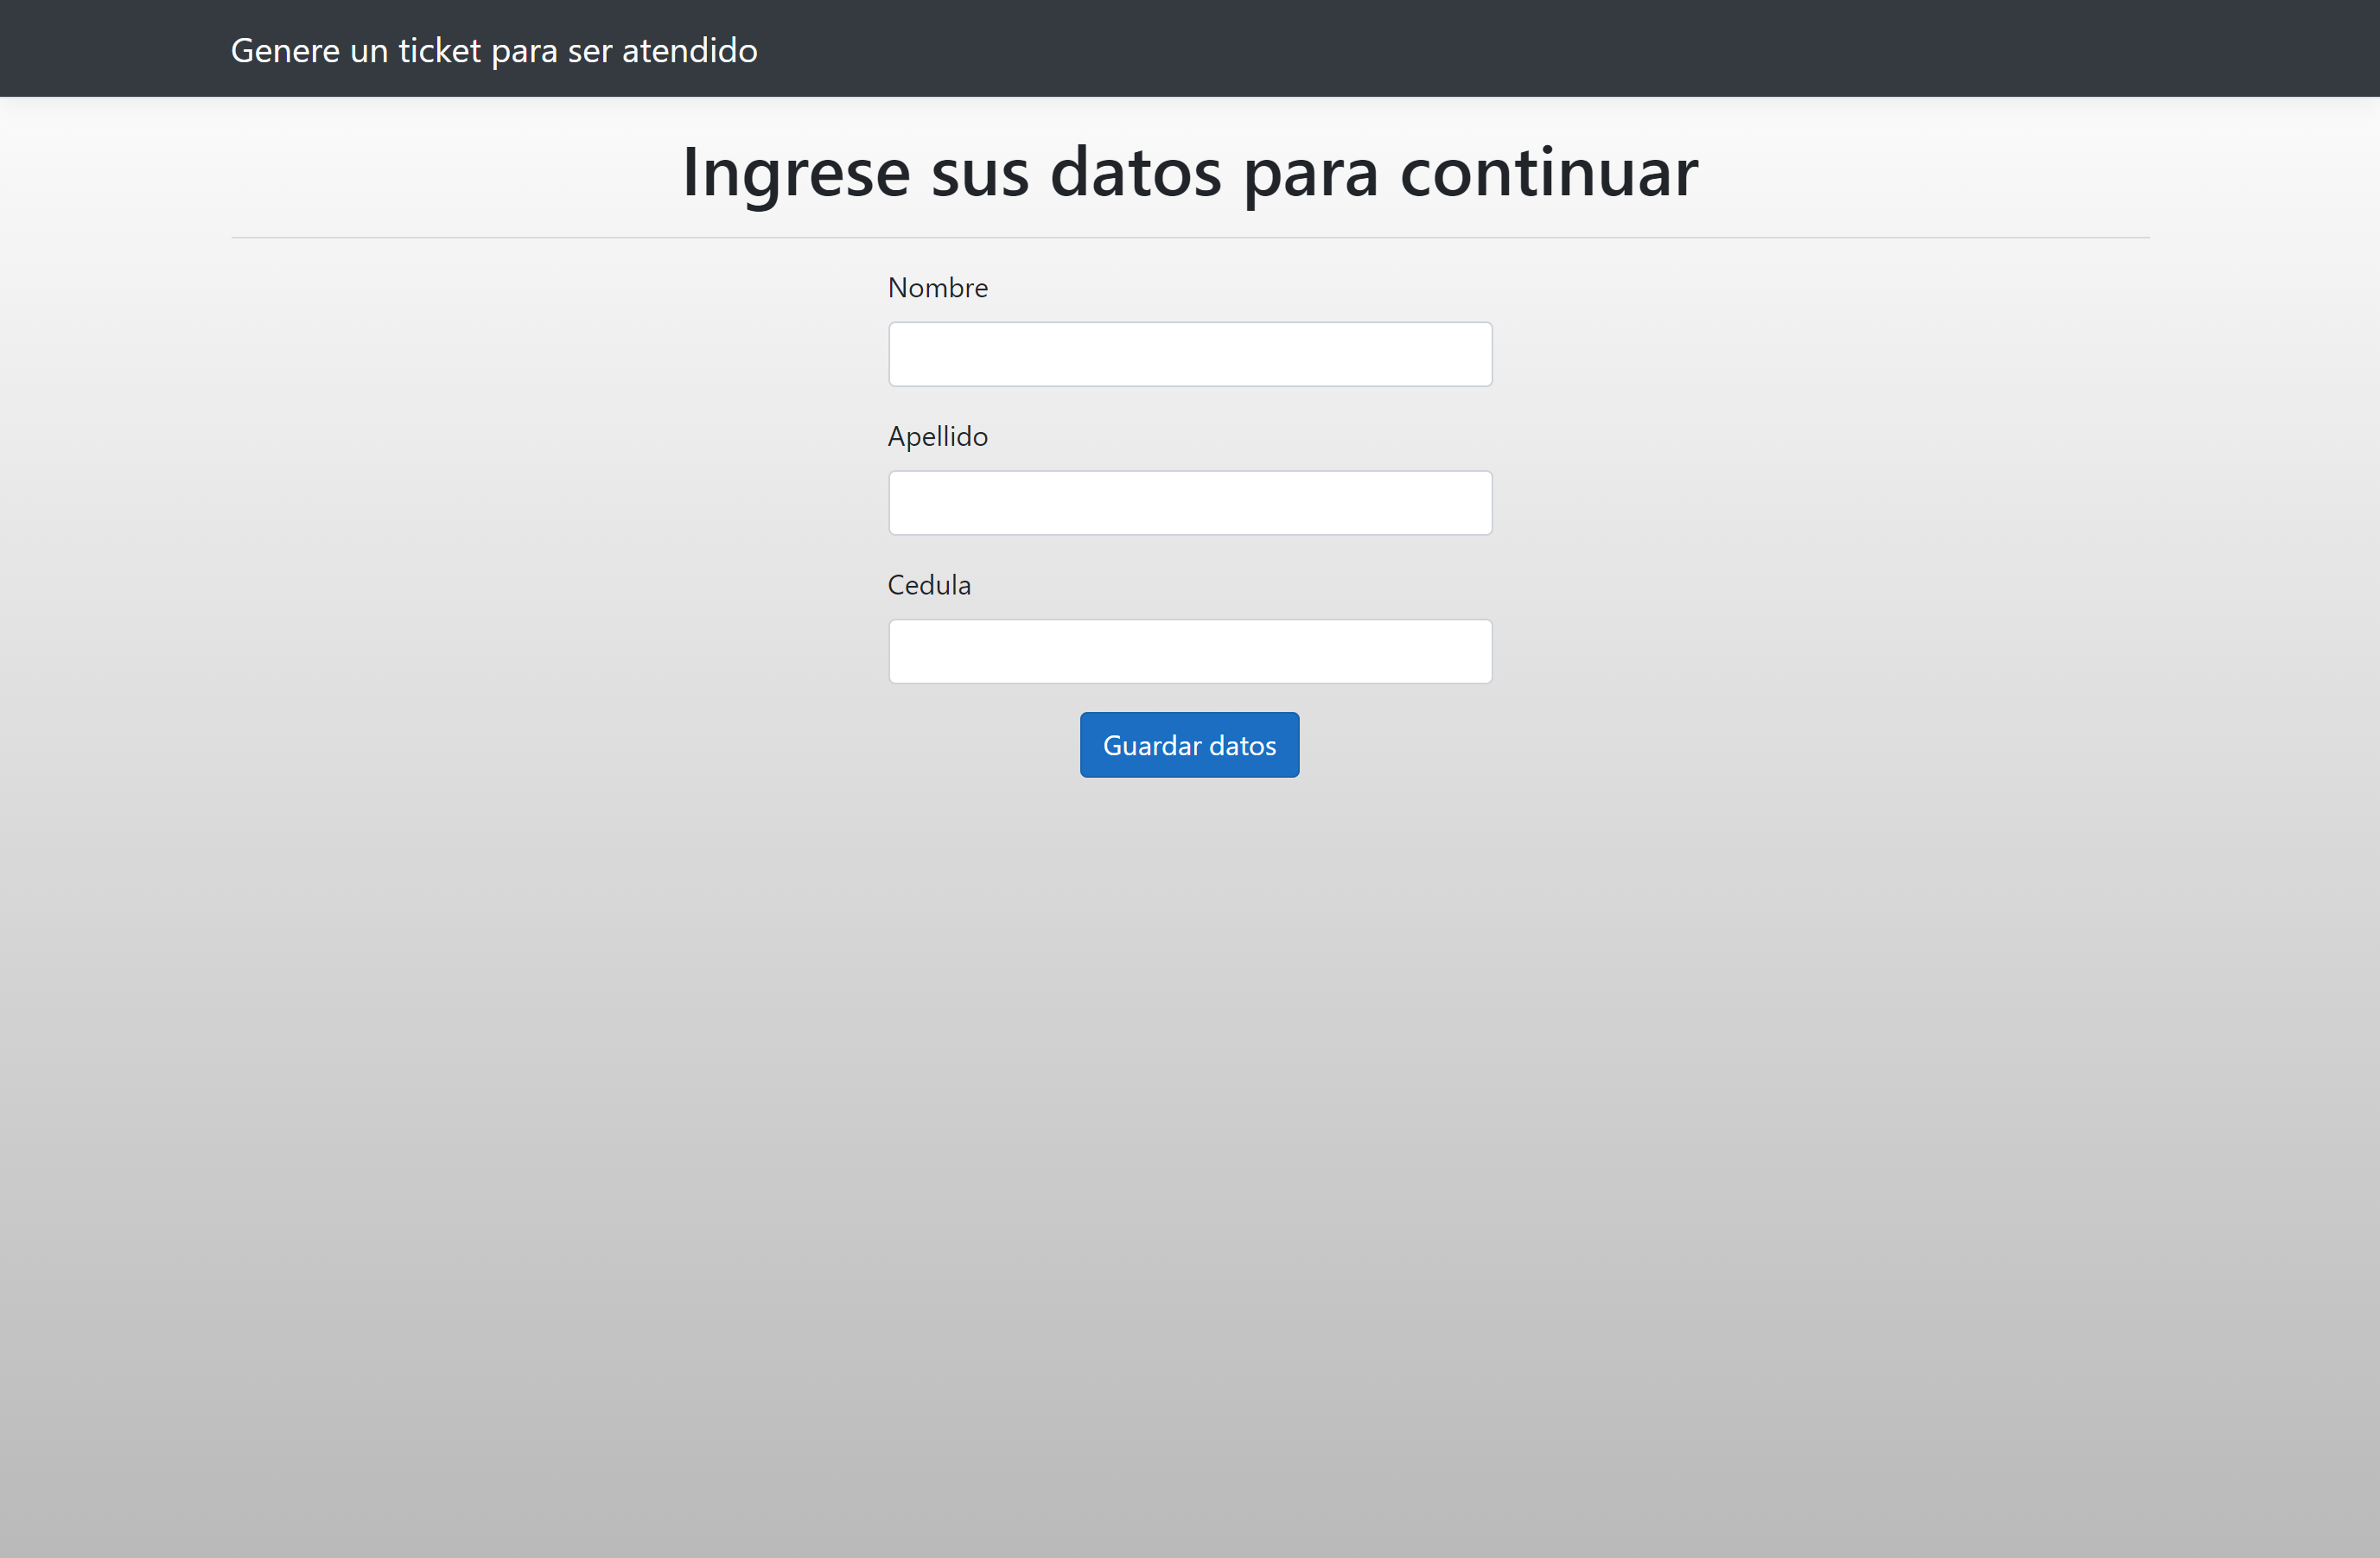 Genere un ticket para ser atendido
Ingrese sus datos para continuar
Nombre
Apellido
Cedula
Guardar datos